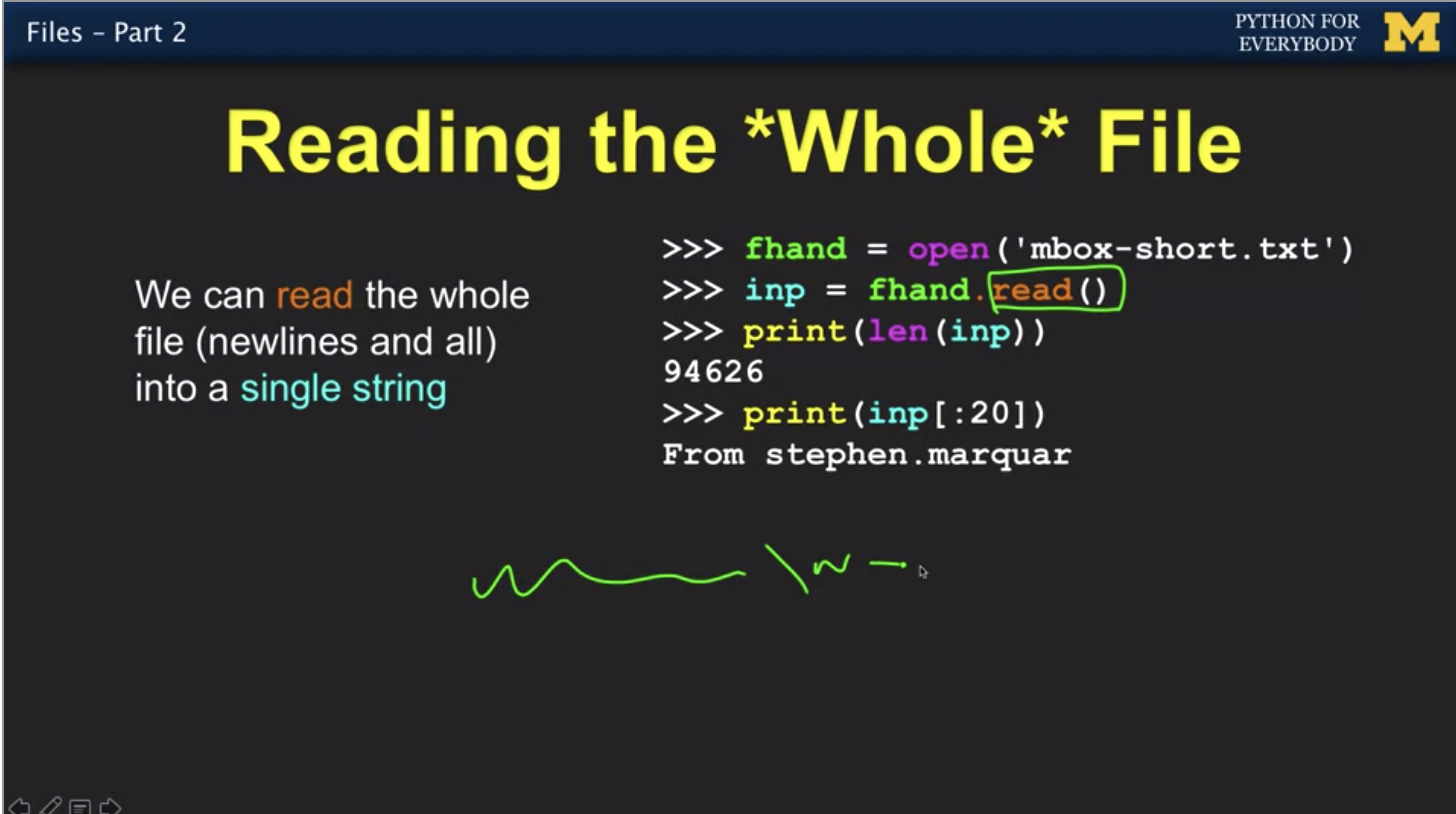 Files – Part 2
PYTHON FOR
EVERYBODY
M
Reading the *Whole* File
We can read the whole
file (newlines and all)
into a single string
>>> fhand = open('mbox-short.txt')
>>> inp = fhand.read()
>>> print(len(inp))
94626
>>> print(inp[:20])
From stephen.marquar
\n